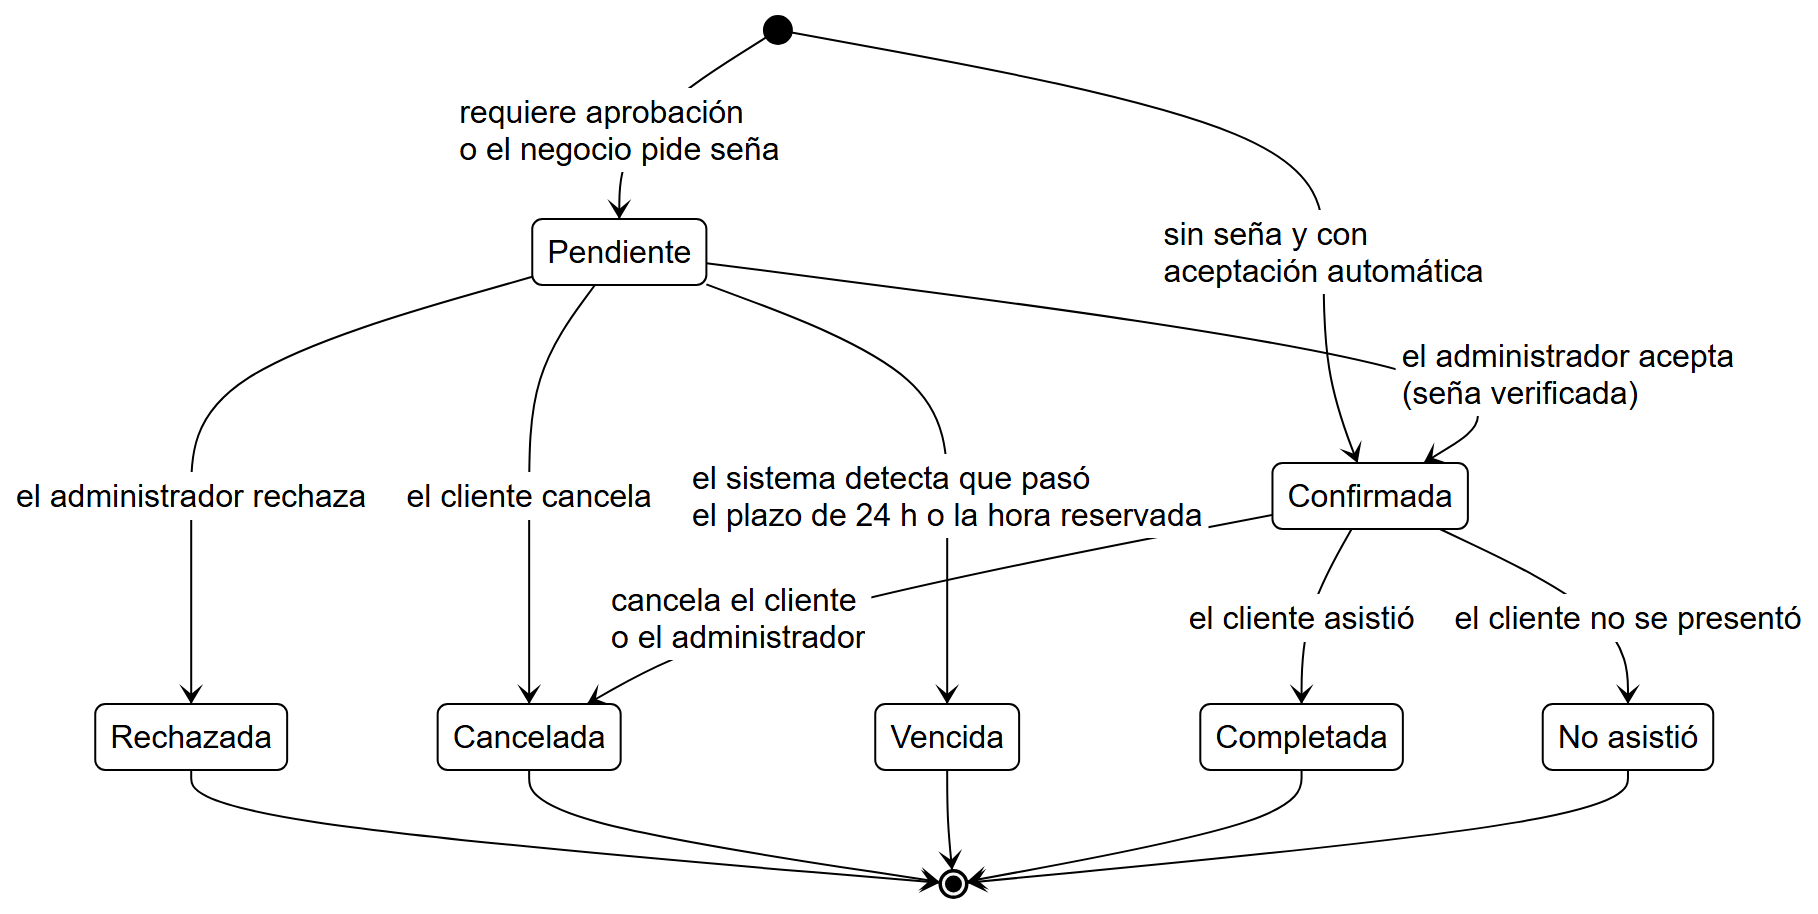 requiere aprobación
o el negocio pide seña
sin seña y con
aceptación automática
Pendiente
el administrador acepta
(seña verificada)
el administrador rechaza
el cliente cancela
el sistema detecta que pasó
el plazo de 24 h o la hora reservada
Confirmada
cancela el cliente
o el administrador
el cliente asistió
el cliente no se presentó
Rechazada
Cancelada
Vencida
Completada
No asistió